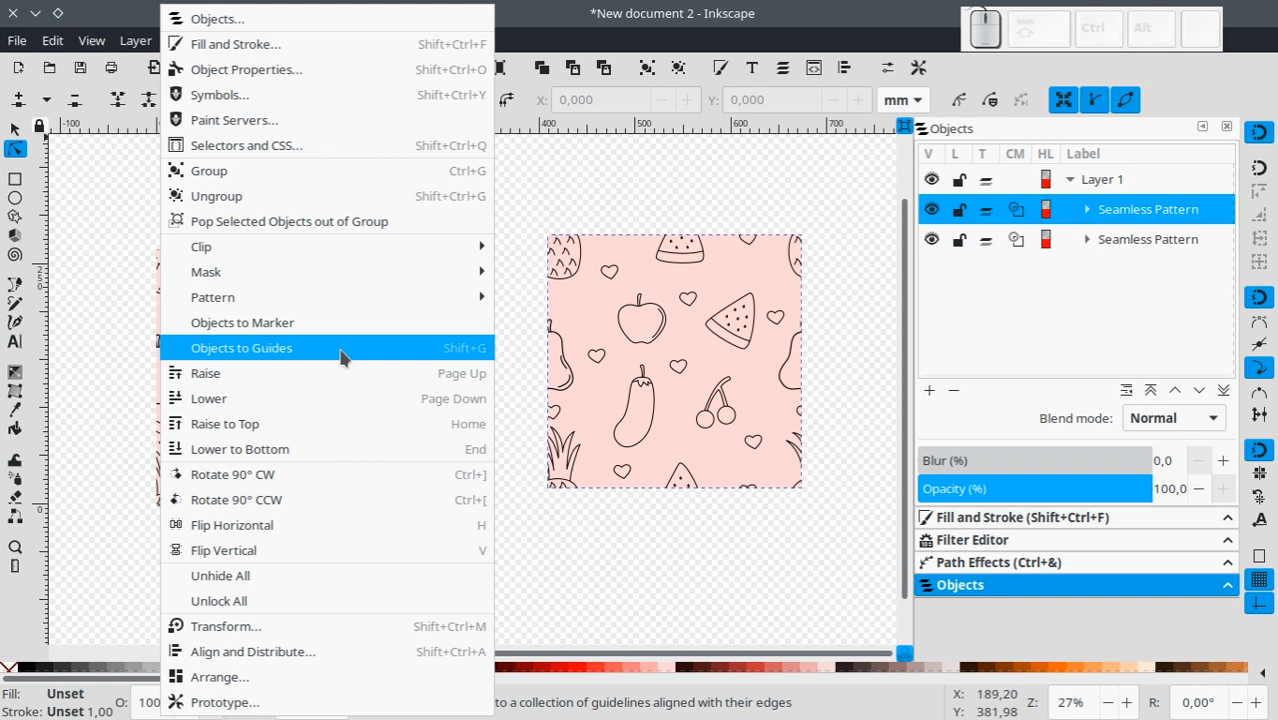 *New document 2 - Inkscape
Shift
Ctrl
Alt
File Edit View Layer
X: 0,000 Y: 0,000 mm
-100
400 500 600 700
250
0
Objects...
Fill and Stroke... Shift+Ctrl+F
Object Properties... Shift+Ctrl+O
Symbols... Shift+Ctrl+Y
Paint Servers...
Selectors and CSS... Shift+Ctrl+Q
Group Ctrl+G
Ungroup Shift+Ctrl+G
Pop Selected Objects out of Group
Clip
Mask
Pattern
Objects to Marker
Objects to Guides Shift+G
Raise Page Up
Lower Page Down
Raise to Top Home
Lower to Bottom End
Rotate 90° CW Ctrl+]
Rotate 90° CCW Ctrl+[
Flip Horizontal H
Flip Vertical V
Unhide All
Unlock All
Transform... Shift+Ctrl+M
Align and Distribute... Shift+Ctrl+A
Arrange...
Prototype...
Objects
V L T CM HL Label
Layer 1
Seamless Pattern
Seamless Pattern
Blend mode: Normal
Blur (%) 0,0
Opacity (%) 100,0
Fill and Stroke (Shift+Ctrl+F)
Filter Editor
Path Effects (Ctrl+&)
Objects
Fill: Unset
Stroke: Unset 1,00
O: 100
to a collection of guidelines aligned with their edges
X: 189,20
Y: 381,98
Z: 27%
R: 0,00°